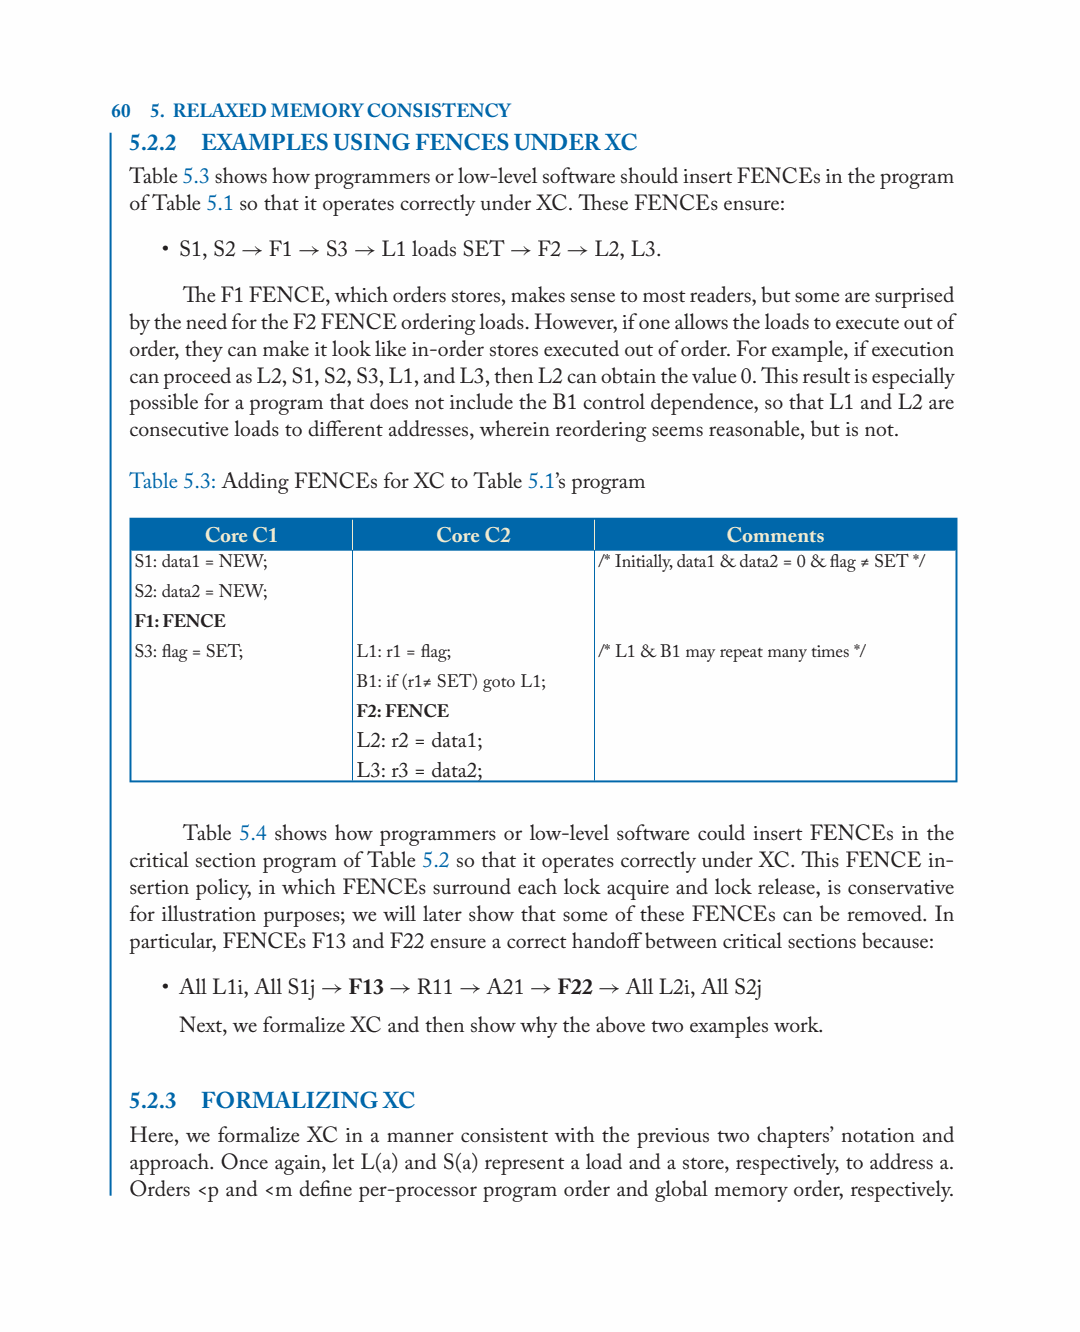 60 5. RELAXED MEMORY CONSISTENCY
5.2.2 EXAMPLES USING FENCES UNDER XC
Table 5.3 shows how programmers or low-level software should insert FENCEs in the program
of Table 5.1 so that it operates correctly under XC. These FENCEs ensure:
• S1, S2 → F1 → S3 → L1 loads SET → F2 → L2, L3.
The F1 FENCE, which orders stores, makes sense to most readers, but some are surprised
by the need for the F2 FENCE ordering loads. However, if one allows the loads to execute out of
order, they can make it look like in-order stores executed out of order. For example, if execution
can proceed as L2, S1, S2, S3, L1, and L3, then L2 can obtain the value 0. This result is especially
possible for a program that does not include the B1 control dependence, so that L1 and L2 are
consecutive loads to different addresses, wherein reordering seems reasonable, but is not.
Table 5.3: Adding FENCEs for XC to Table 5.1's program
Core C1 Core C2 Comments
S1: data1 = NEW; /* Initially, data1 & data2 = 0 & flag ≠ SET */
S2: data2 = NEW;
F1: FENCE
S3: flag = SET; L1: r1 = flag; /* L1 & B1 may repeat many times */
B1: if (r1≠ SET) goto L1;
F2: FENCE
L2: r2 = data1;
L3: r3 = data2;
Table 5.4 shows how programmers or low-level software could insert FENCEs in the
critical section program of Table 5.2 so that it operates correctly under XC. This FENCE in-
sertion policy, in which FENCEs surround each lock acquire and lock release, is conservative
for illustration purposes; we will later show that some of these FENCEs can be removed. In
particular, FENCEs F13 and F22 ensure a correct handoff between critical sections because:
• All L1i, All S1j → F13 → R11 → A21 → F22 → All L2i, All S2j
Next, we formalize XC and then show why the above two examples work.
5.2.3 FORMALIZING XC
Here, we formalize XC in a manner consistent with the previous two chapters' notation and
approach. Once again, let L(a) and S(a) represent a load and a store, respectively, to address a.
Orders <p and <m define per-processor program order and global memory order, respectively.